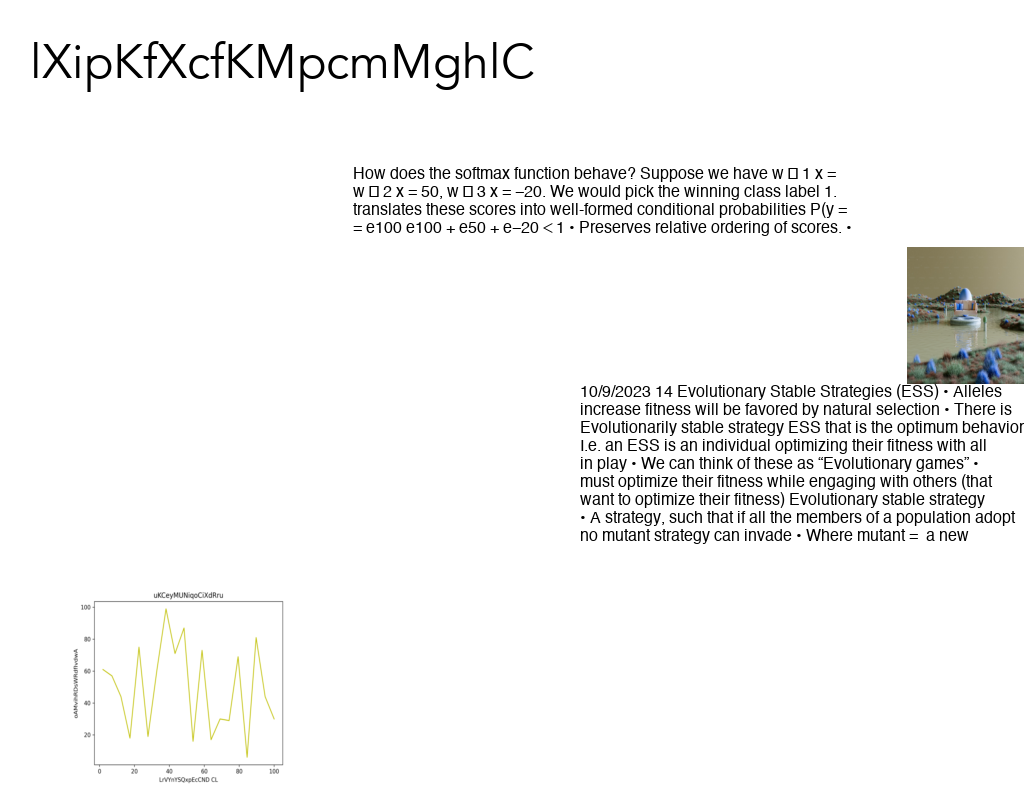 lXipKfXcfKMpcmMghlC
How does the softmax function behave? Suppose we have w □ 1 x =
w □ 2 x = 50, w □ 3 x = −20. We would pick the winning class label 1.
translates these scores into well-formed conditional probabilities P(y =
= e100 e100 + e50 + e−20 < 1 • Preserves relative ordering of scores. •
10/9/2023 14 Evolutionary Stable Strategies (ESS) • Alleles
increase fitness will be favored by natural selection • There is
Evolutionarily stable strategy ESS that is the optimum behavior
I.e. an ESS is an individual optimizing their fitness with all
in play • We can think of these as “Evolutionary games” •
must optimize their fitness while engaging with others (that
want to optimize their fitness) Evolutionary stable strategy
• A strategy, such that if all the members of a population adopt
no mutant strategy can invade • Where mutant = a new
uKCeyMUNiqoCiXdRru
100
80
60
40
20
0 20 40 60 80 100
LrVYnYSQxpEcCND CL